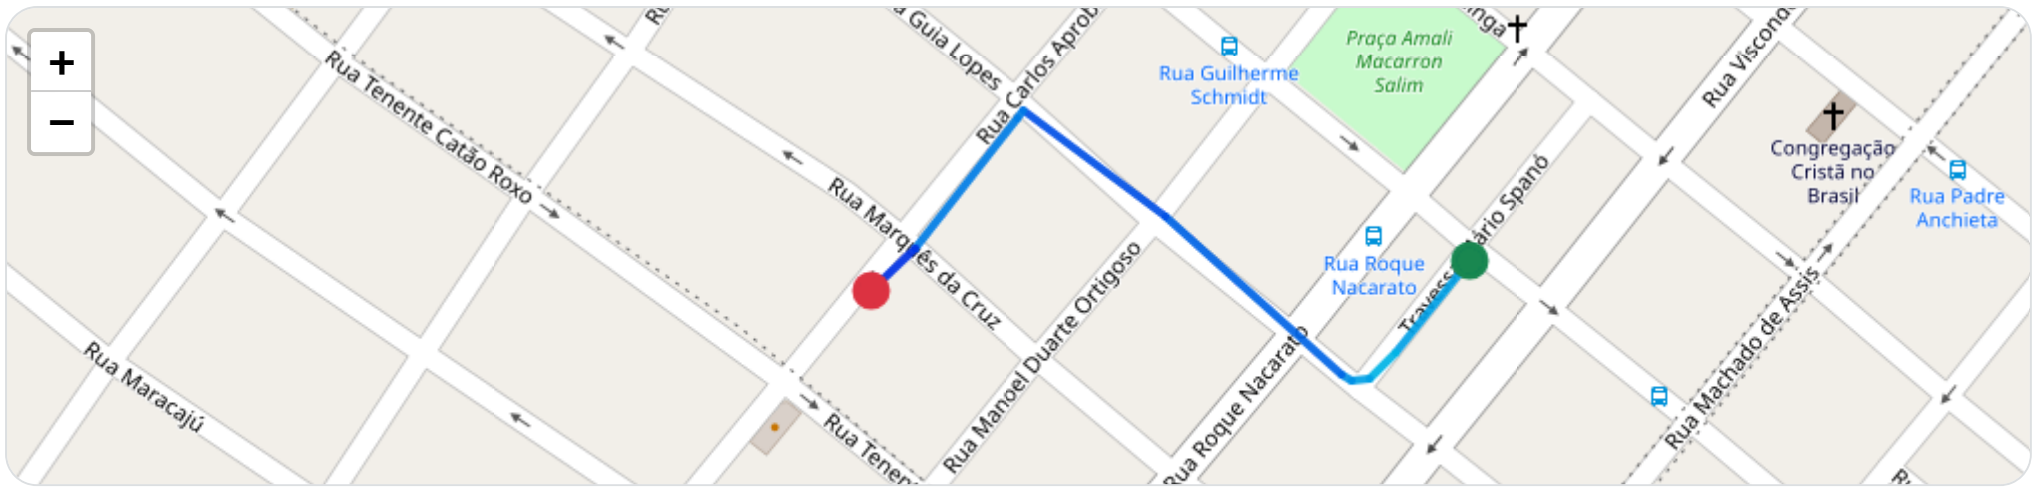 +
−
Rua Tenente Catão Roxo
Rua Maracajú
Rua Marquês da Cruz
Guia Lopes
Rua Carlos Aprob
Rua Guilherme
Schmidt
Praça Amali
Macarron
Salim
Rua Roque
Nacarato
Rua Manoel Duarte Ortigoso
Rua Roque Nacarato
Rua Tenen
Rua Viscond
Congregação
Cristã no
Brasil
Rua Padre
Anchieta
Rua Machado de Assis